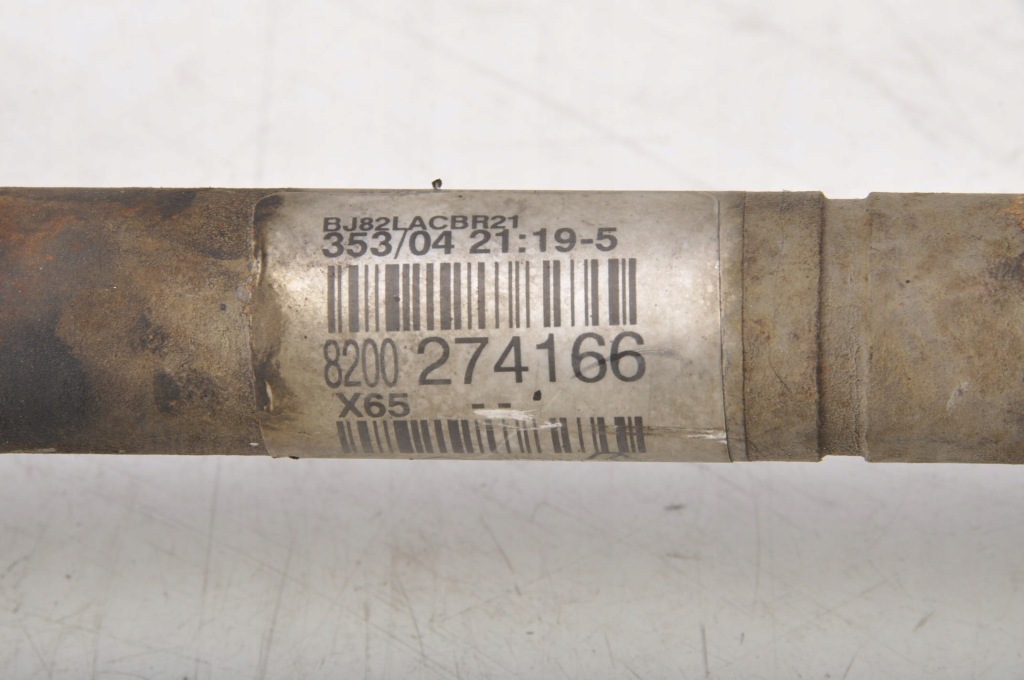 BJ82LACBR21
353/04 21:19-5
8200 274166
X65 --